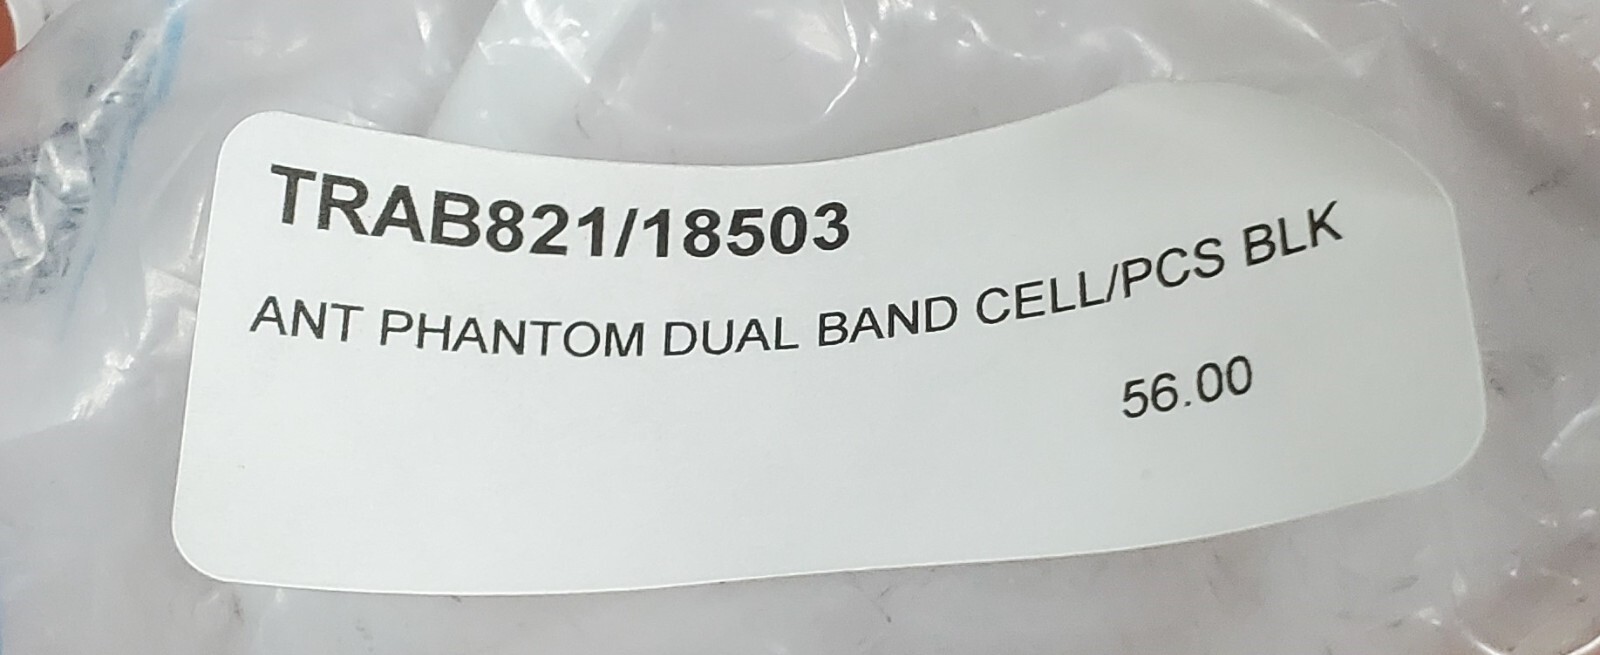 TRAB821/18503
ANT PHANTOM DUAL BAND CELL/PCS BLK
56.00